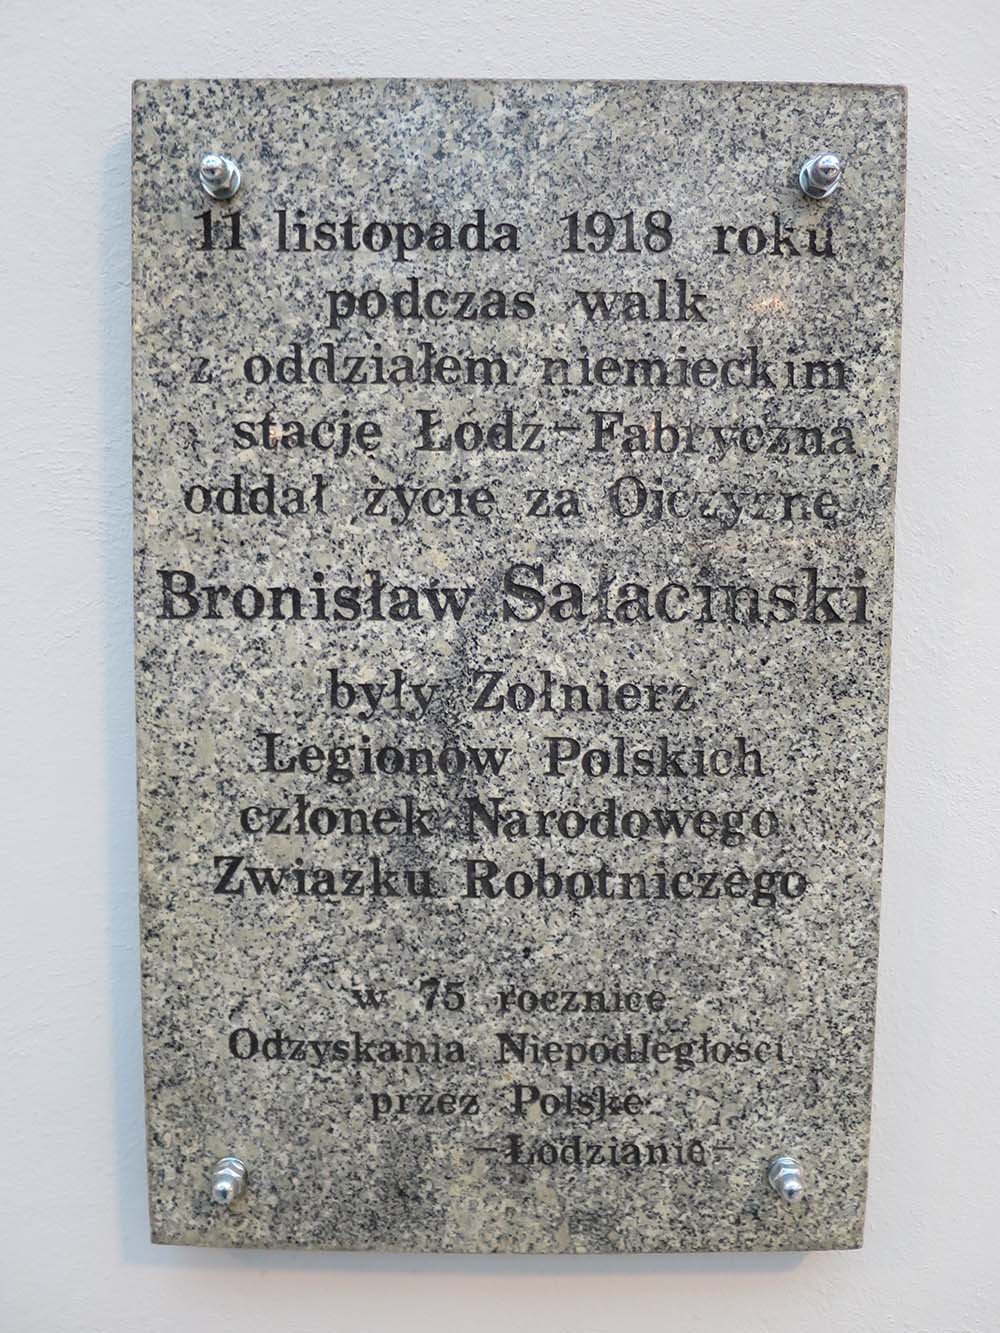 11 listopada 1918 roku
podczas walk
z oddziałem niemieckim
stację Łódź-Fabryczna
oddał życie za Ojczyznę
Bronisław Sałaciński
były Żołnierz
Legionów Polskich
członek Narodowego
Związku Robotniczego
w 75 rocznicę
Odzyskania Niepodległości
przez Polskę
-Łodzianie-